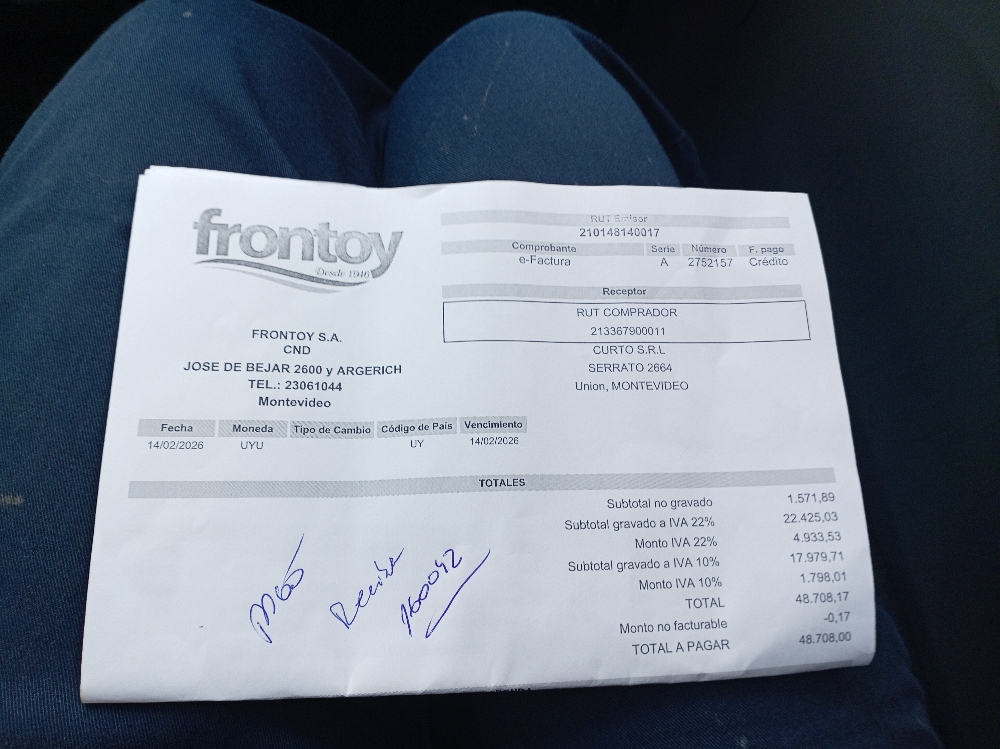 frontoy
Desde 1946
FRONTOY S.A.
CND
JOSE DE BEJAR 2600 y ARGERICH
TEL.: 23061044
Montevideo
RUT Emisor
210148140017
Comprobante Serie Número F. pago
e-Factura A 2752157 Crédito
Receptor
RUT COMPRADOR
213367900011
CURTO S.R.L
SERRATO 2664
Union, MONTEVIDEO
Fecha Moneda Tipo de Cambio Código de País Vencimiento
14/02/2026 UYU UY 14/02/2026
TOTALES
Subtotal no gravado 1.571,89
Subtotal gravado a IVA 22% 22.425,03
Monto IVA 22% 4.933,53
Subtotal gravado a IVA 10% 17.979,71
Monto IVA 10% 1.798,01
TOTAL 48.708,17
Monto no facturable -0,17
TOTAL A PAGAR 48.708,00